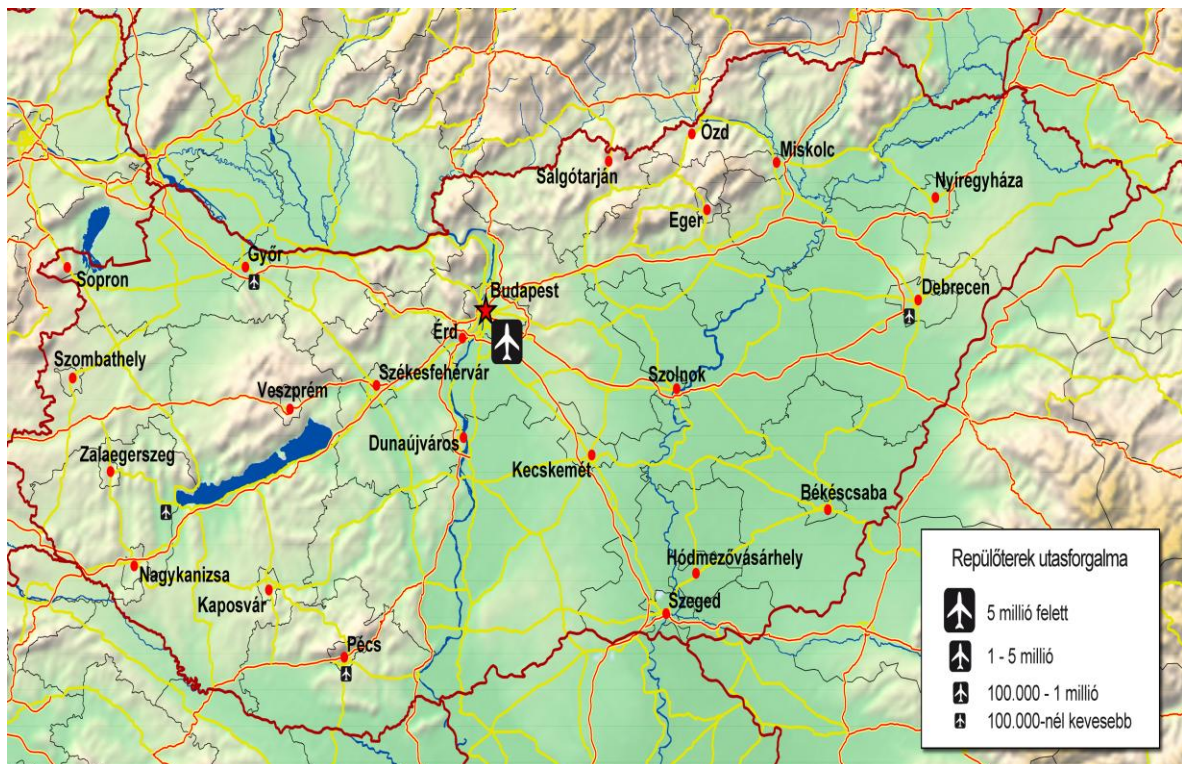 Ózd
Miskolc
Salgótarján
Nyíregyháza
Eger
Győr
Sopron
Budapest
Debrecen
Érd
Szombathely
Székesfehérvár
Veszprém
Szolnok
Dunaújváros
Zalaegerszeg
Kecskemét
Békéscsaba
Hódmezővásárhely
Nagykanizsa
Kaposvár
Szeged
Pécs
Repülőterek utasforgalma
5 millió felett
1 - 5 millió
100.000 - 1 millió
100.000-nél kevesebb